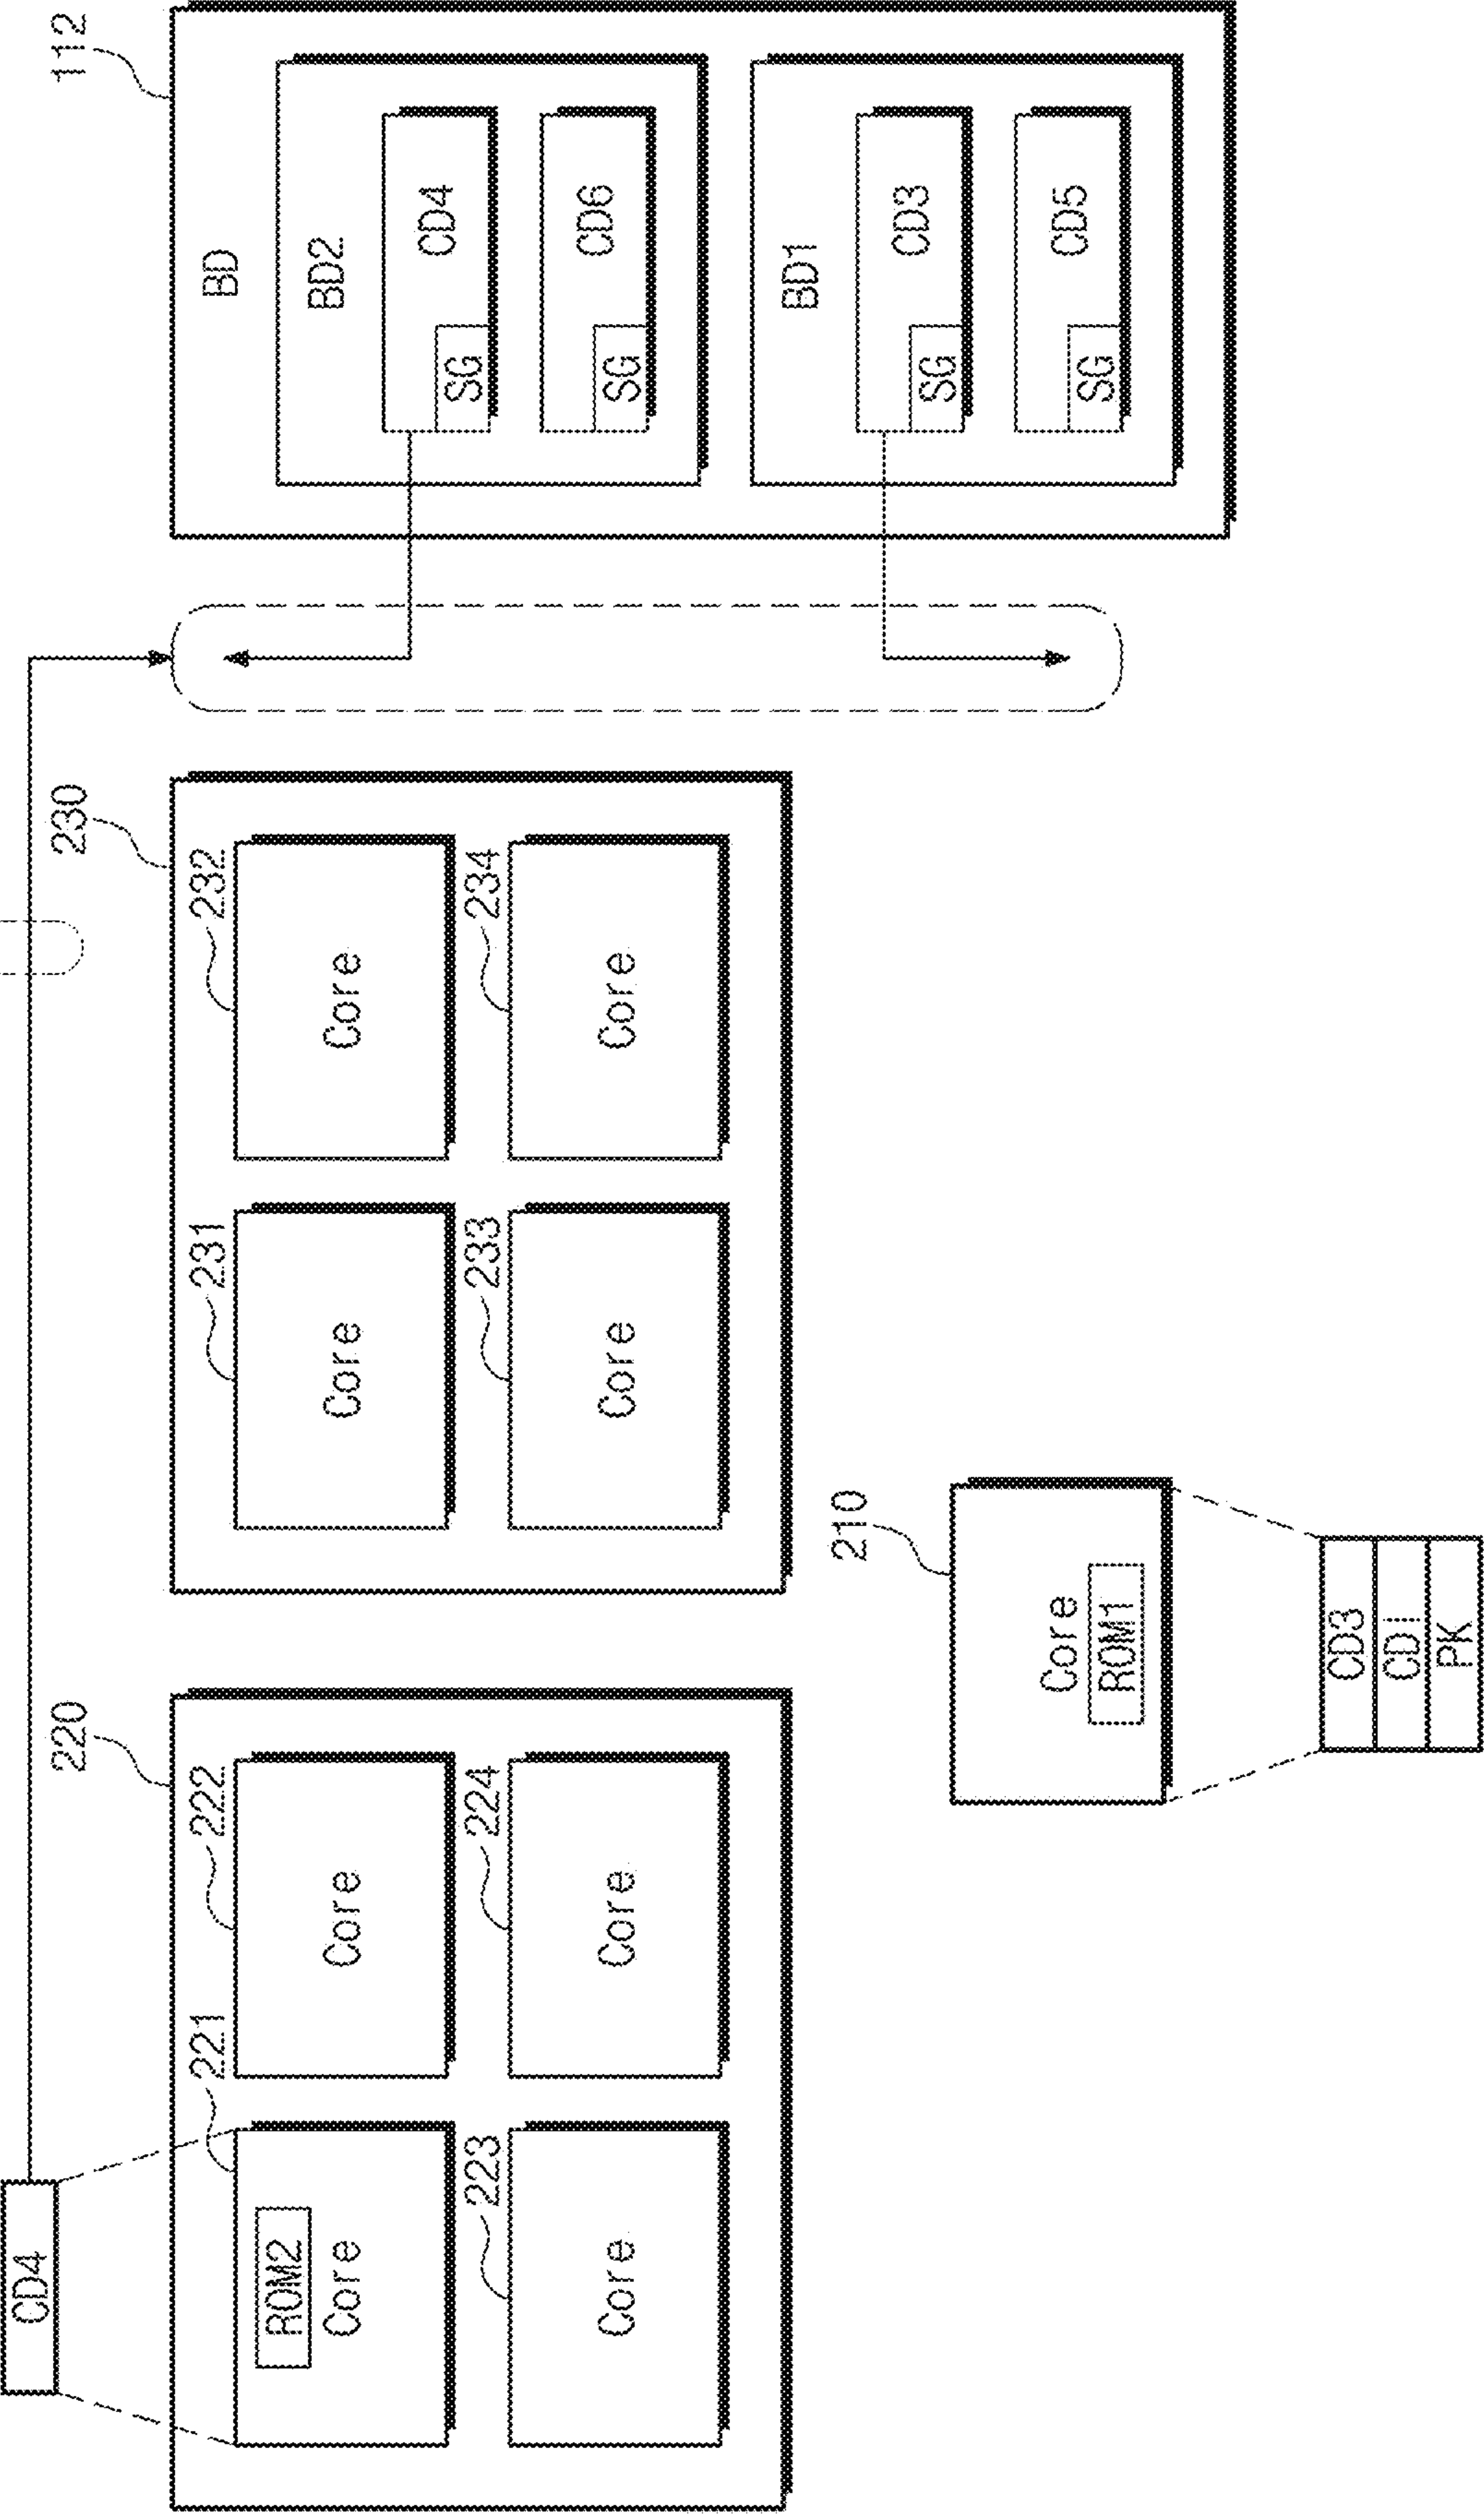 CD4
220
230
112
221
222
231
232
BD
ROM2
BD2
Core
Core
Core
Core
CD4
SG
223
224
233
234
CD6
SG
Core
Core
Core
Core
BD1
210
CD3
SG
Core
ROM1
CD5
SG
CD3
CD1
PK